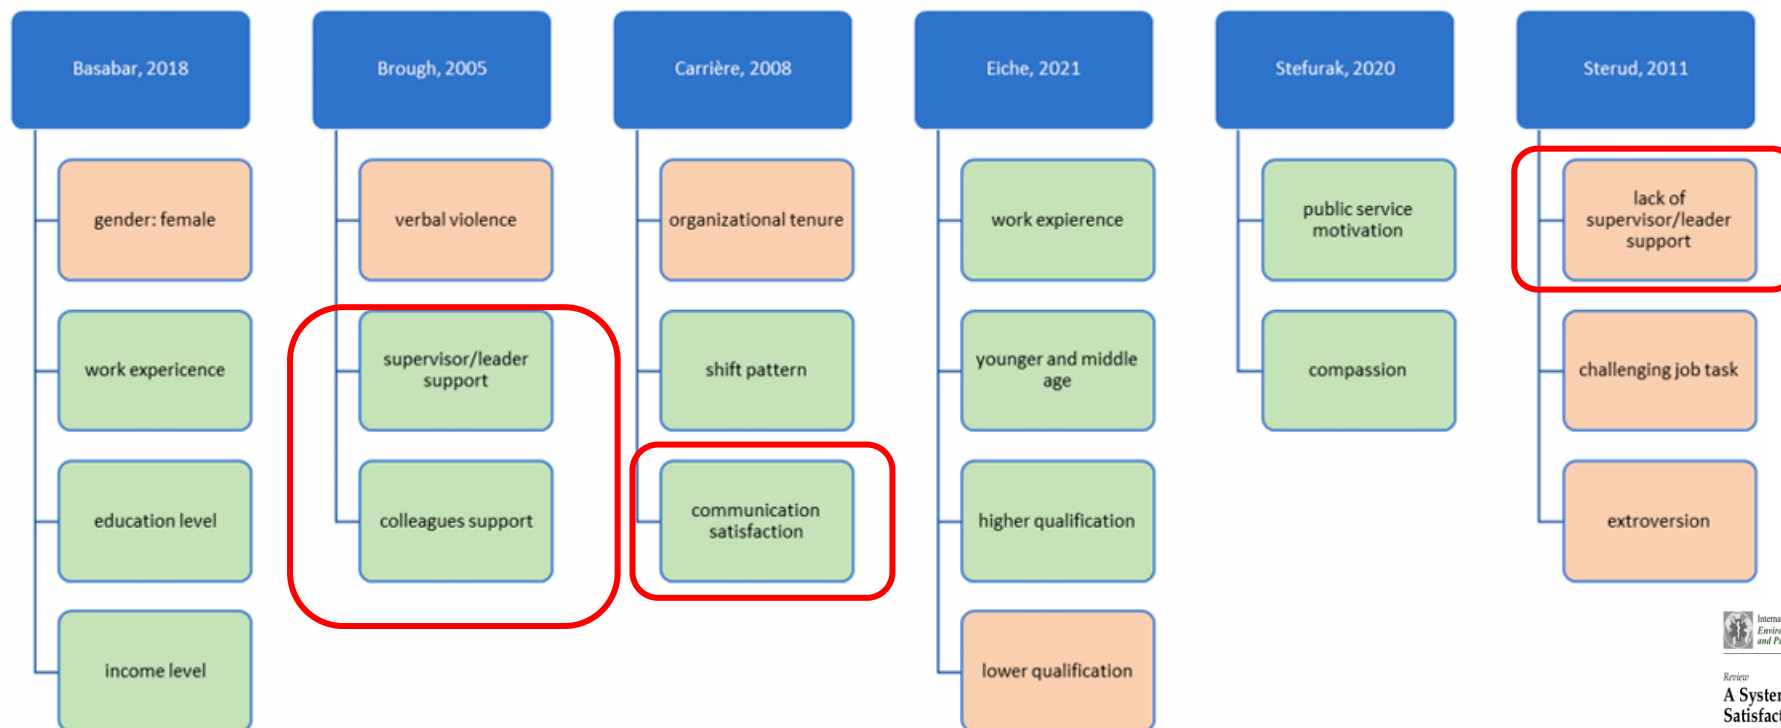 Basabar, 2018
gender: female
work expericence
education level
income level
Brough, 2005
verbal violence
supervisor/leader
support
colleagues support
Carrière, 2008
organizational tenure
shift pattern
communication
satisfaction
Eiche, 2021
work expierence
younger and middle
age
higher qualification
lower qualification
Stefurak, 2020
public service
motivation
compassion
Sterud, 2011
lack of
supervisor/leader
support
challenging job task
extroversion
Review
A System
Satisfact